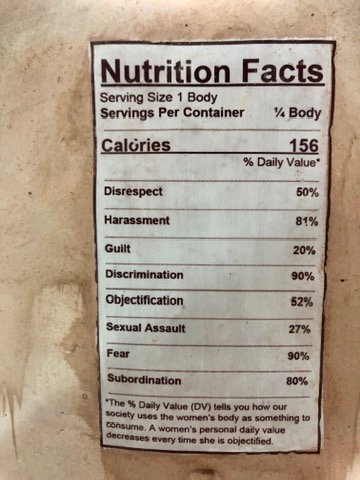 Nutrition Facts
Serving Size 1 Body
Servings Per Container ¼ Body
Calories 156
% Daily Value*
Disrespect 50%
Harassment 81%
Guilt 20%
Discrimination 90%
Objectification 52%
Sexual Assault 27%
Fear 90%
Subordination 80%
*The % Daily Value (DV) tells you how our
society uses the women's body as something to
consume. A women's personal daily value
decreases every time she is objectified.